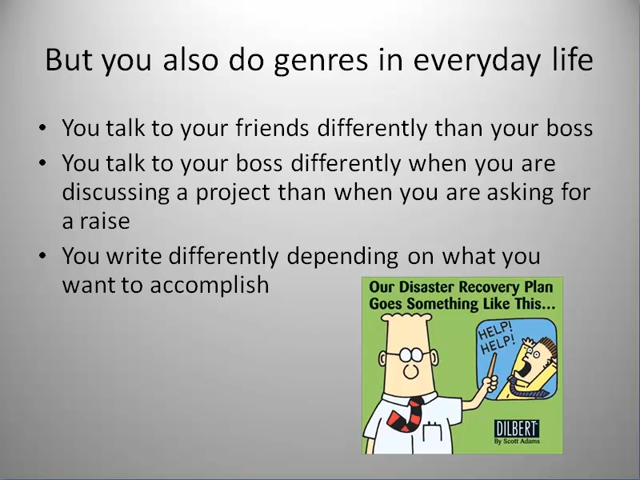 But you also do genres in everyday life
• You talk to your friends differently than your boss
• You talk to your boss differently when you are
discussing a project than when you are asking for
a raise
• You write differently depending on what you
want to accomplish
Our Disaster Recovery Plan
Goes Something Like This...
HELP!
HELP!
DILBERT
By Scott Adams